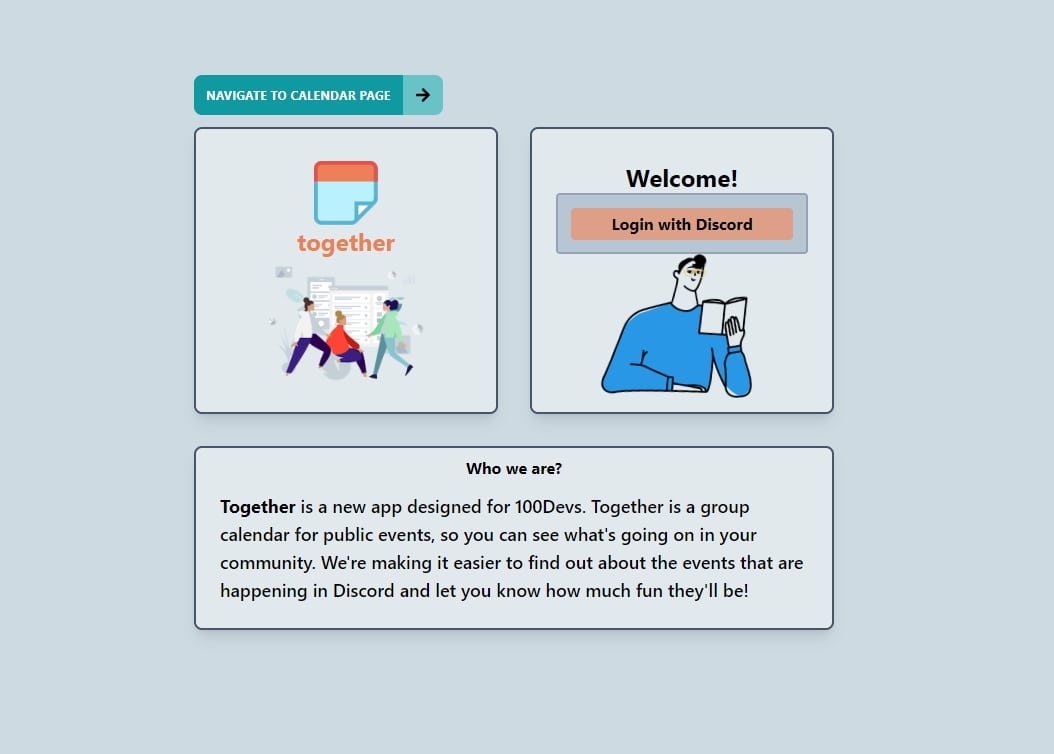 NAVIGATE TO CALENDAR PAGE
together
Welcome!
Login with Discord
Who we are?
Together is a new app designed for 100Devs. Together is a group
calendar for public events, so you can see what's going on in your
community. We're making it easier to find out about the events that are
happening in Discord and let you know how much fun they'll be!